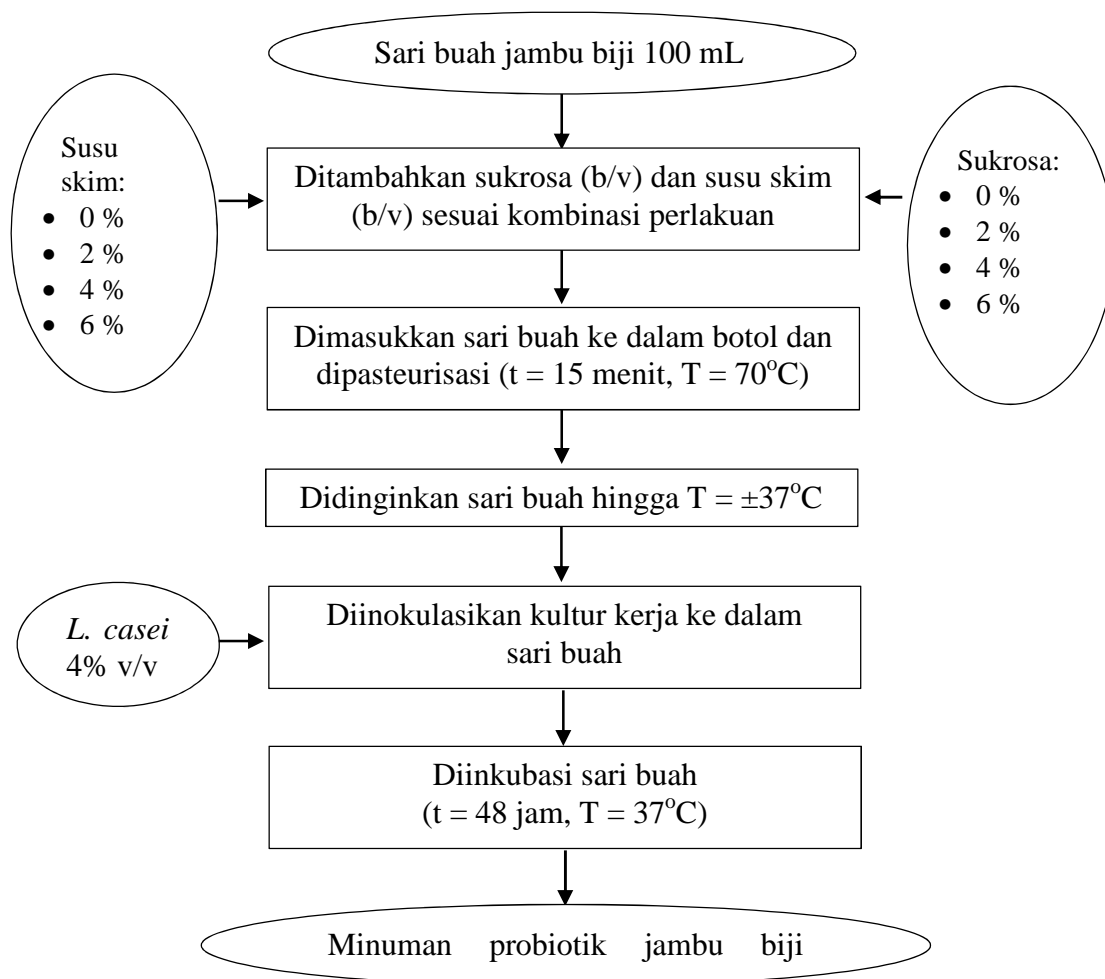 Sari buah jambu biji 100 mL
Susu
skim:
• 0 %
• 2 %
• 4 %
• 6 %
Ditambahkan sukrosa (b/v) dan susu skim
(b/v) sesuai kombinasi perlakuan
Sukrosa:
• 0 %
• 2 %
• 4 %
• 6 %
Dimasukkan sari buah ke dalam botol dan
dipasteurisasi (t = 15 menit, T = 70°C)
Didinginkan sari buah hingga T = ±37°C
L. casei
4% v/v
Diinokulasikan kultur kerja ke dalam
sari buah
Diinkubasi sari buah
(t = 48 jam, T = 37°C)
Minuman probiotik jambu biji